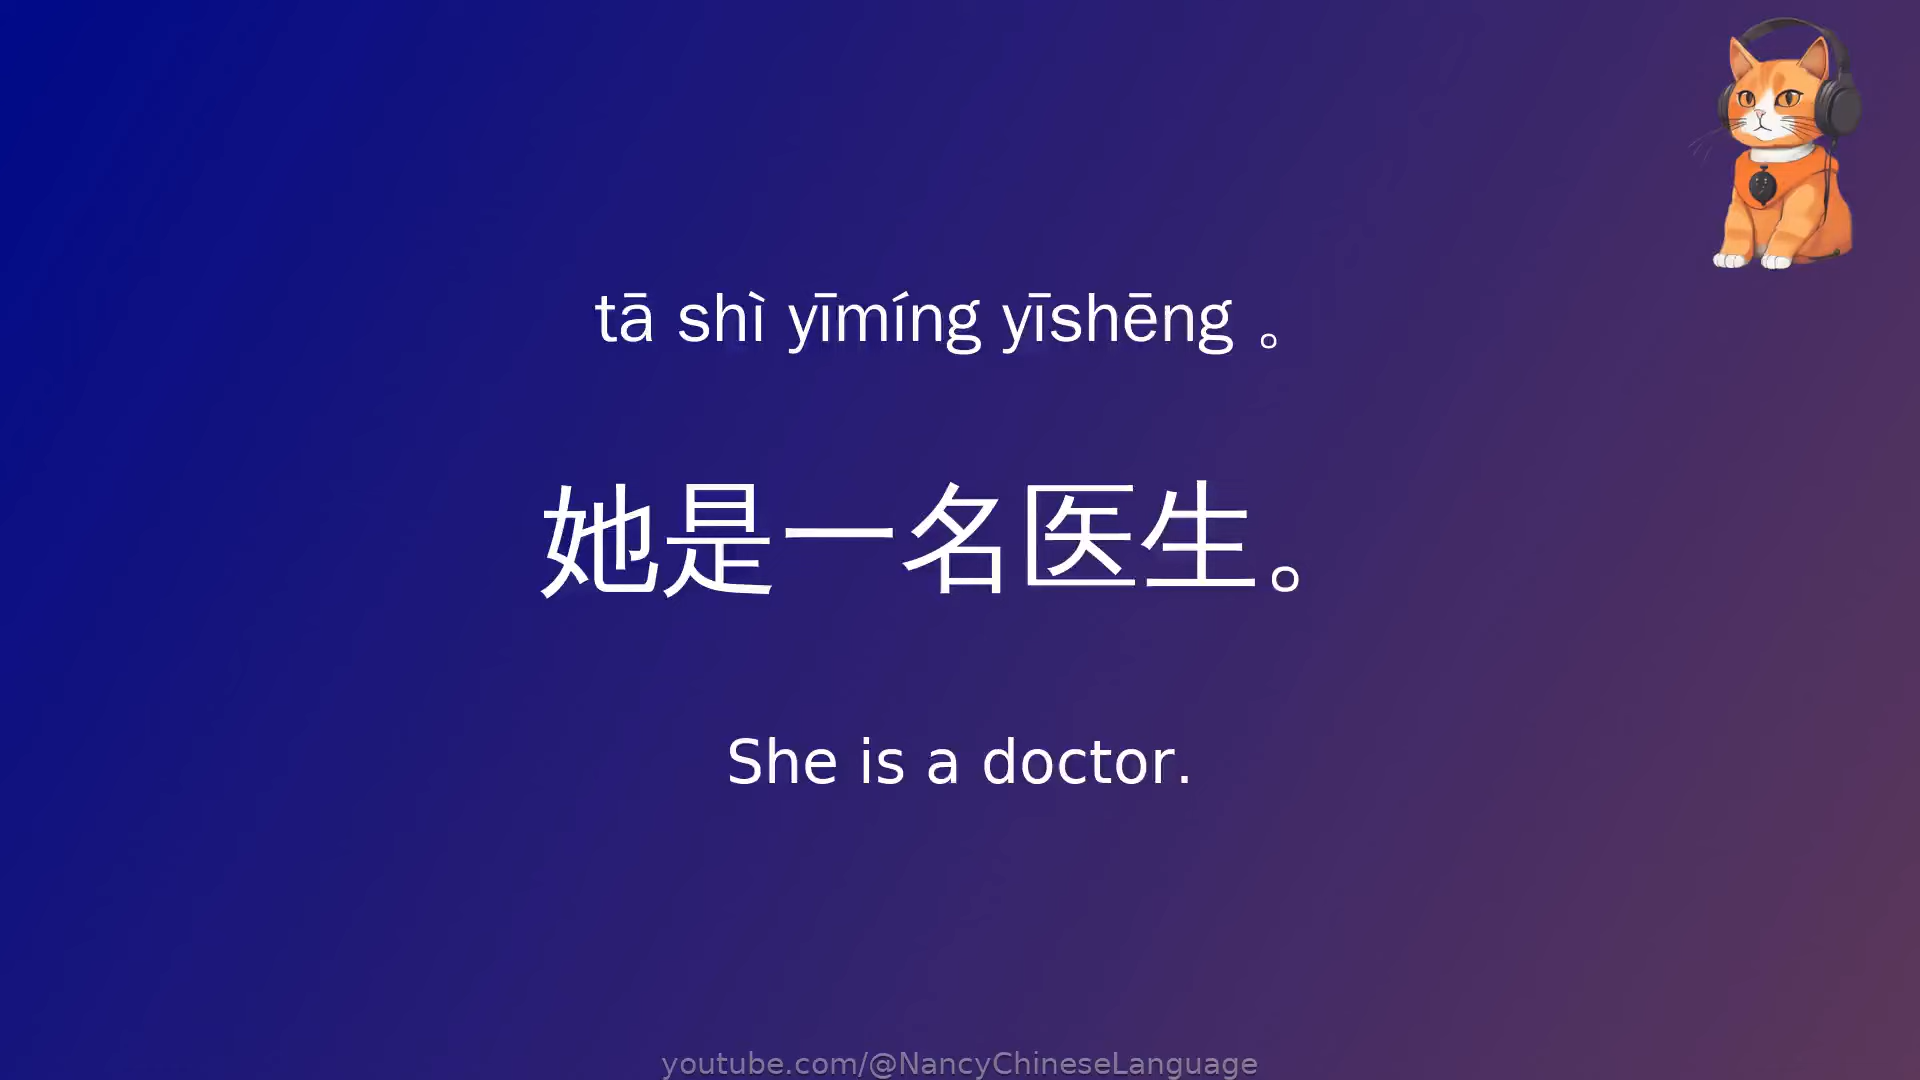 tā shì yīmíng yīshēng 。
她是一名医生。
She is a doctor.
youtube.com/@NancyChineseLanguage